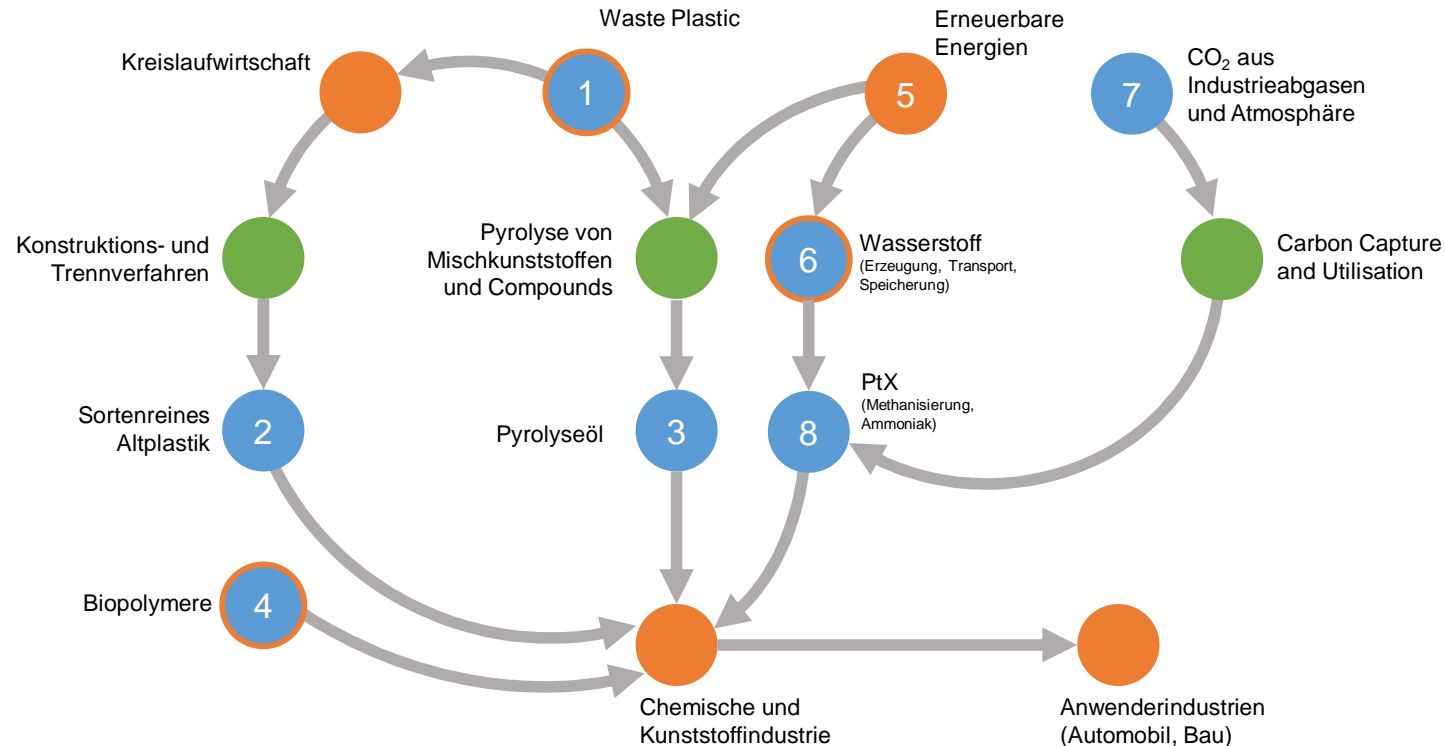 Waste Plastic
Erneuerbare
Energien
Kreislaufwirtschaft
CO₂ aus
Industrieabgasen
und Atmosphäre
1
5
7
Konstruktions- und
Trennverfahren
Pyrolyse von
Mischkunststoffen
und Compounds
6
Wasserstoff
(Erzeugung, Transport,
Speicherung)
Carbon Capture
and Utilisation
Sortenreines
Altplastik
2
Pyrolyseöl
3
8
PtX
(Methanisierung,
Ammoniak)
Biopolymere
4
Chemische und
Kunststoffindustrie
Anwenderindustrien
(Automobil, Bau)